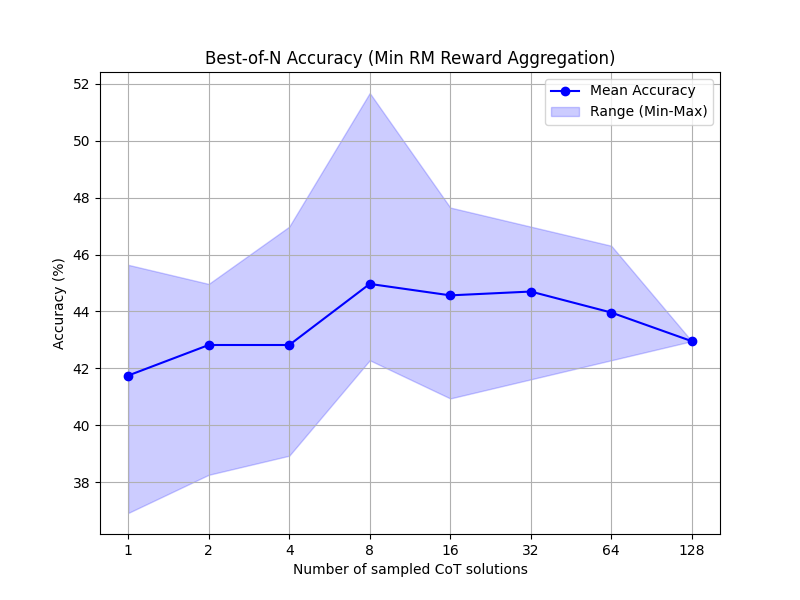 Best-of-N Accuracy (Min RM Reward Aggregation)
Mean Accuracy
Range (Min-Max)
Accuracy (%)
52
50
48
46
44
42
40
38
1 2 4 8 16 32 64 128
Number of sampled CoT solutions